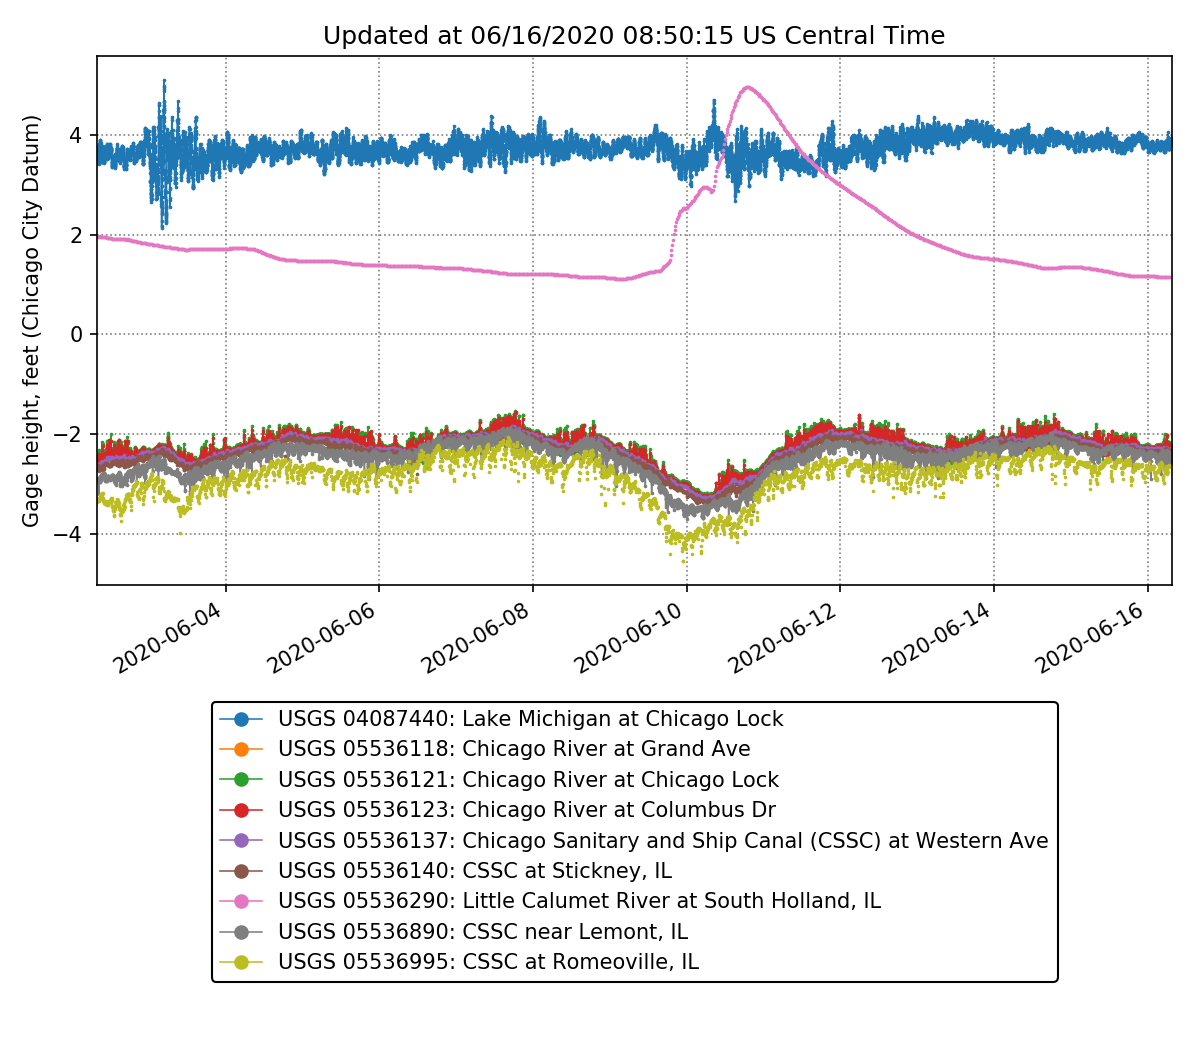 Updated at 06/16/2020 08:50:15 US Central Time
Gage height, feet (Chicago City Datum)
4
2
0
−2
−4
2020-06-04
2020-06-06
2020-06-08
2020-06-10
2020-06-12
2020-06-14
2020-06-16
USGS 04087440: Lake Michigan at Chicago Lock
USGS 05536118: Chicago River at Grand Ave
USGS 05536121: Chicago River at Chicago Lock
USGS 05536123: Chicago River at Columbus Dr
USGS 05536137: Chicago Sanitary and Ship Canal (CSSC) at Western Ave
USGS 05536140: CSSC at Stickney, IL
USGS 05536290: Little Calumet River at South Holland, IL
USGS 05536890: CSSC near Lemont, IL
USGS 05536995: CSSC at Romeoville, IL